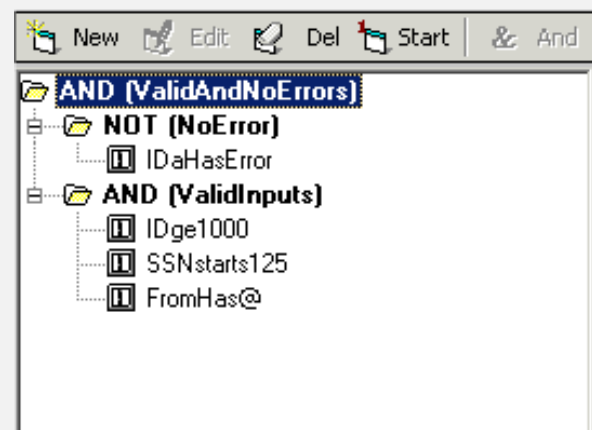 New Edit Del Start & And
AND (ValidAndNoErrors)
NOT (NoError)
IDaHasError
AND (ValidInputs)
IDge1000
SSNstarts125
FromHas@